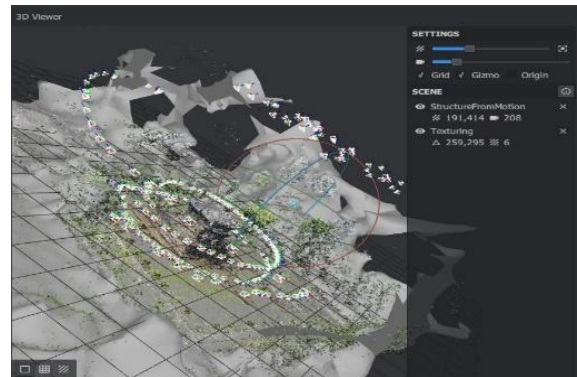 3D Viewer
SETTINGS
Grid Gizmo Origin
SCENE
StructureFromMotion
191,414 208
Texturing
259,295 6